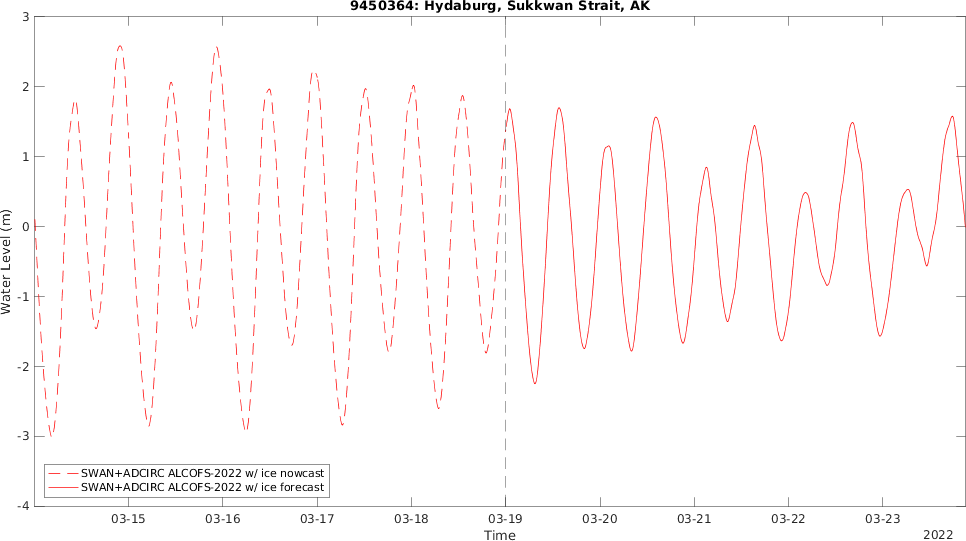 9450364: Hydaburg, Sukkwan Strait, AK
3
2
1
0
-1
-2
-3
-4
Water Level (m)
SWAN+ADCIRC ALCOFS-2022 w/ ice nowcast
SWAN+ADCIRC ALCOFS-2022 w/ ice forecast
03-15 03-16 03-17 03-18 03-19 03-20 03-21 03-22 03-23
Time
2022